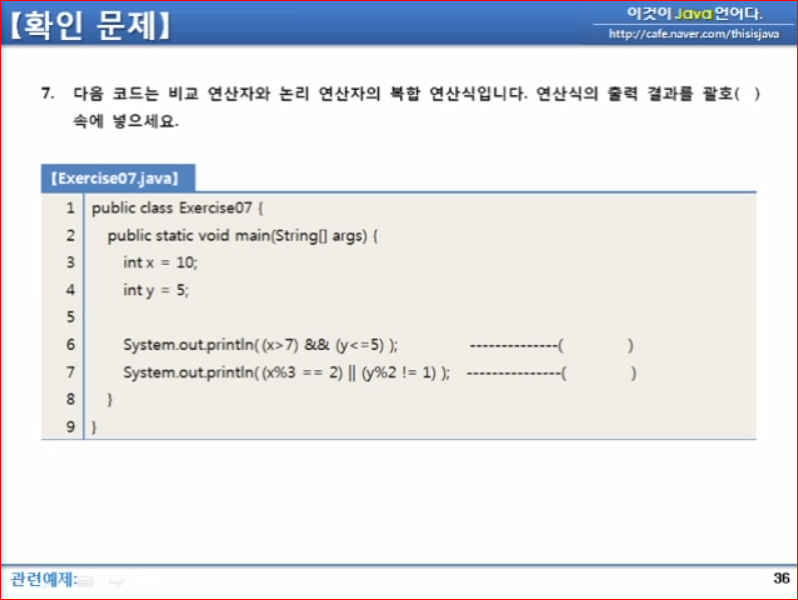 【확인 문제】
이것이 Java 언어다.
http://cafe.naver.com/thisisjava
7. 다음 코드는 비교 연산자와 논리 연산자의 복합 연산식입니다. 연산식의 출력 결과를 괄호( )
속에 넣으세요.
【Exercise07.java】
1 public class Exercise07 {
2 public static void main(String[] args) {
3 int x = 10;
4 int y = 5;
5
6 System.out.println( (x>7) && (y<=5) ); --------------( )
7 System.out.println( (x%3 == 2) || (y%2 != 1) ); ---------------( )
8 }
9 }
관련예제:
36